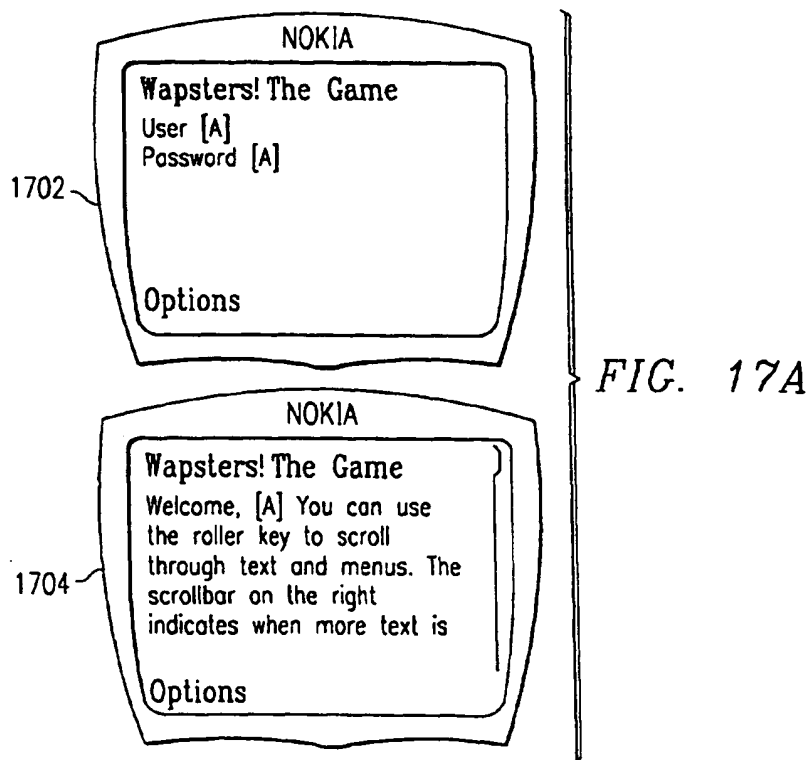 NOKIA
Wapsters! The Game
User [A]
Password [A]
1702
Options
FIG. 17A
NOKIA
Wapsters! The Game
Welcome, [A] You can use
the roller key to scroll
through text and menus. The
scrollbar on the right
indicates when more text is
1704
Options